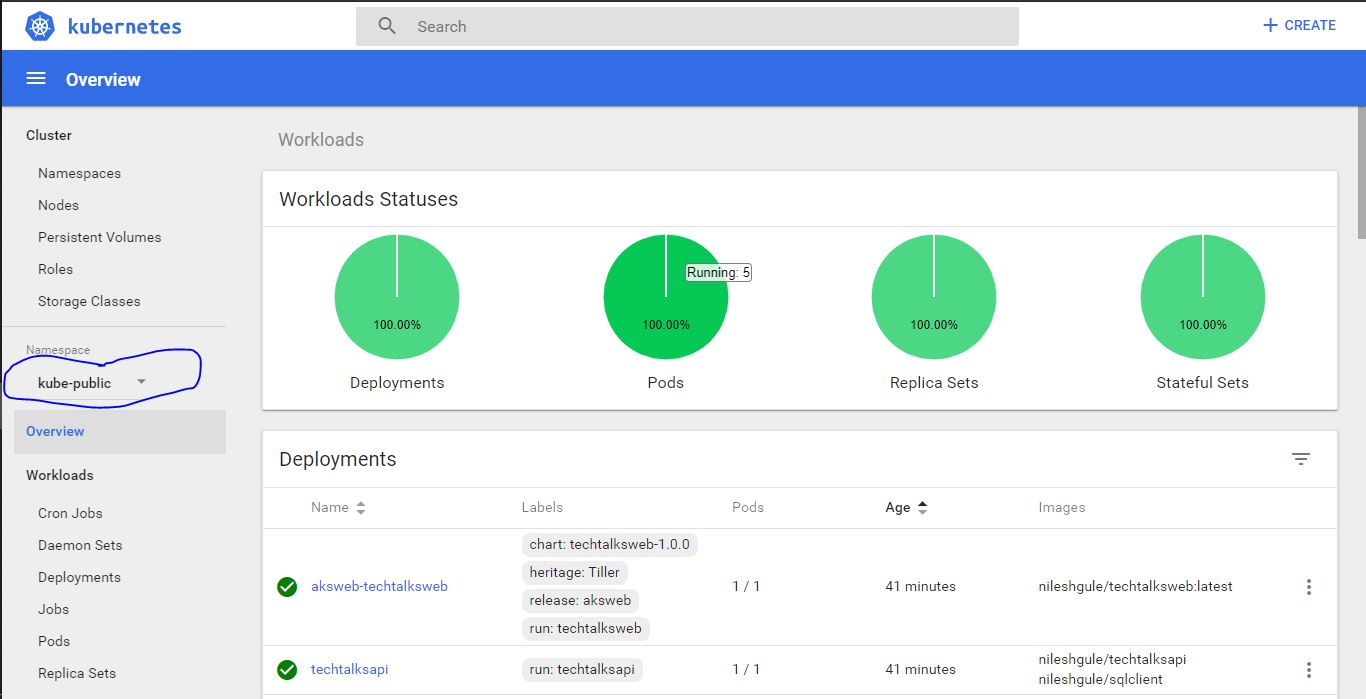 kubernetes
Search
+ CREATE
Overview
Cluster
Namespaces
Nodes
Persistent Volumes
Roles
Storage Classes
Namespace
kube-public
Overview
Workloads
Cron Jobs
Daemon Sets
Deployments
Jobs
Pods
Replica Sets
Workloads
Workloads Statuses
Running: 5
100.00% 100.00% 100.00% 100.00%
Deployments Pods Replica Sets Stateful Sets
Deployments
Name Labels Pods Age Images
chart: techtalksweb-1.0.0
heritage: Tiller
aksweb-techtalksweb 1 / 1 41 minutes nileshgule/techtalksweb:latest
release: aksweb
run: techtalksweb
nileshgule/techtalksapi
techtalksapi run: techtalksapi 1 / 1 41 minutes
nileshgule/sqlclient